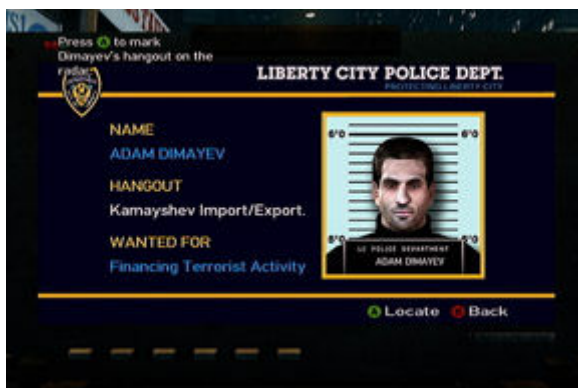 Press A to mark
Dimayev's hangout on the
radar.
LIBERTY CITY POLICE DEPT.
PROTECTING LIBERTY CITY
NAME
ADAM DIMAYEV
HANGOUT
Kamayshev Import/Export.
WANTED FOR
Financing Terrorist Activity
6'0 6'0
5'0 5'0
LC POLICE DEPARTMENT
ADAM DIMAYEV
A Locate B Back